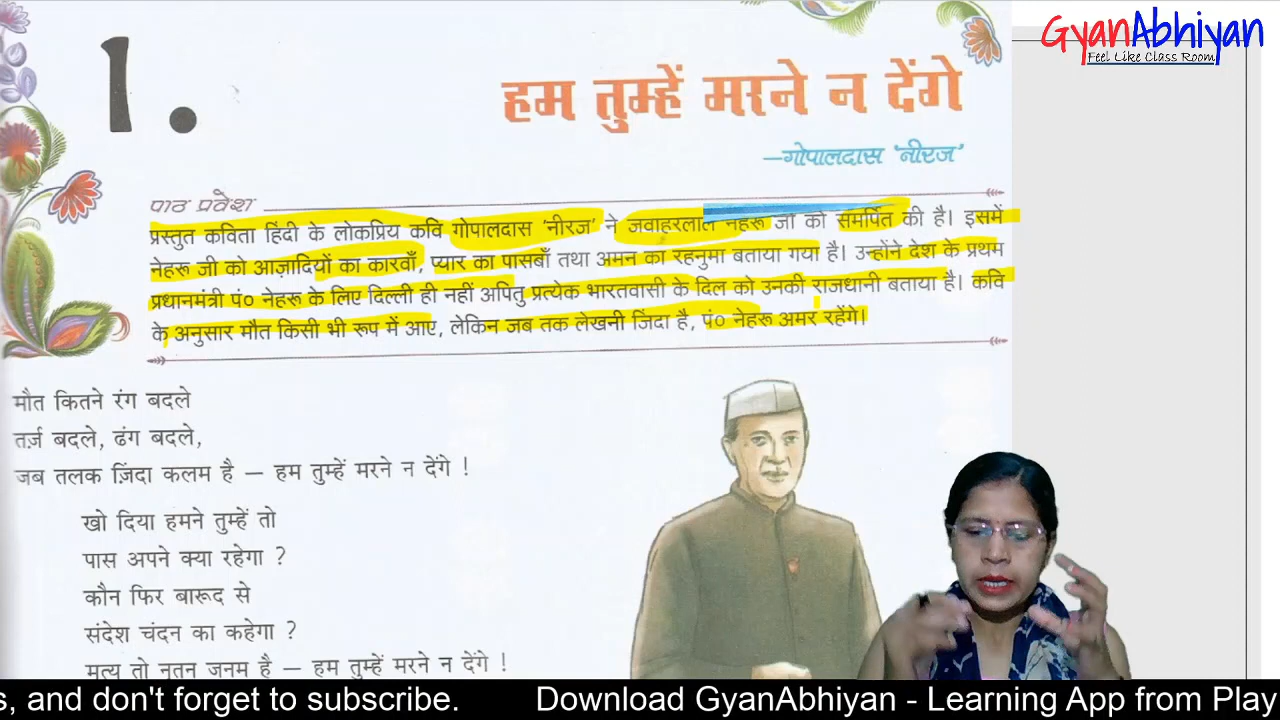 GyanAbhiyan
Feel Like Class Room
1.
हम तुम्हें मरने न देंगे
–गोपालदास 'नीरज'
पाठ प्रवेश
प्रस्तुत कविता हिंदी के लोकप्रिय कवि गोपालदास 'नीरज' ने जवाहरलाल नेहरू जी को समर्पित की है। इसमें
नेहरू जी को आज़ादियों का कारवाँ, प्यार का पासबाँ तथा अमन का रहनुमा बताया गया है। उन्होंने देश के प्रथम
प्रधानमंत्री पं० नेहरू के लिए दिल्ली ही नहीं अपितु प्रत्येक भारतवासी के दिल को उनकी राजधानी बताया है। कवि
के अनुसार मौत किसी भी रूप में आए, लेकिन जब तक लेखनी जिंदा है, पं० नेहरू अमर रहेंगे।
मौत कितने रंग बदले
तर्ज़ बदले, ढंग बदले,
जब तलक ज़िंदा कलम है – हम तुम्हें मरने न देंगे !
खो दिया हमने तुम्हें तो
पास अपने क्या रहेगा ?
कौन फिर बारूद से
संदेश चंदन का कहेगा ?
मृत्यु तो नूतन जनम है – हम तुम्हें मरने न देंगे !
s, and don't forget to subscribe. Download GyanAbhiyan - Learning App from Play